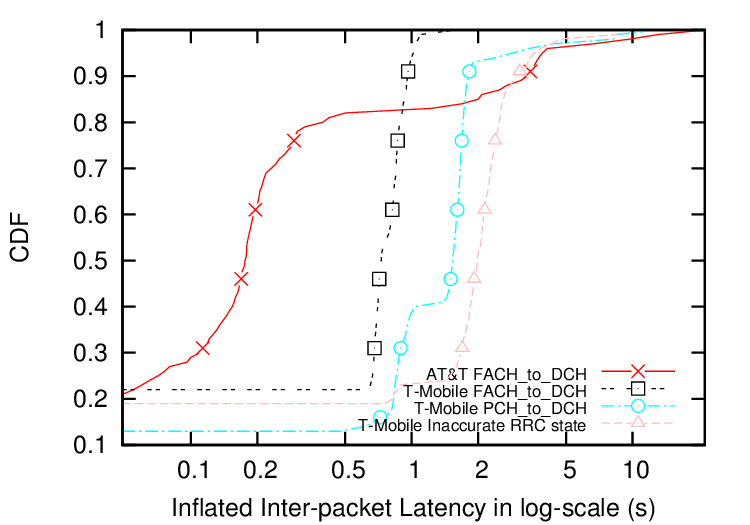 1
0.9
0.8
0.7
0.6
0.5
0.4
0.3
0.2
0.1
CDF
AT&T FACH_to_DCH
T-Mobile FACH_to_DCH
T-Mobile PCH_to_DCH
T-Mobile Inaccurate RRC state
0.1 0.2 0.5 1 2 5 10
Inflated Inter-packet Latency in log-scale (s)